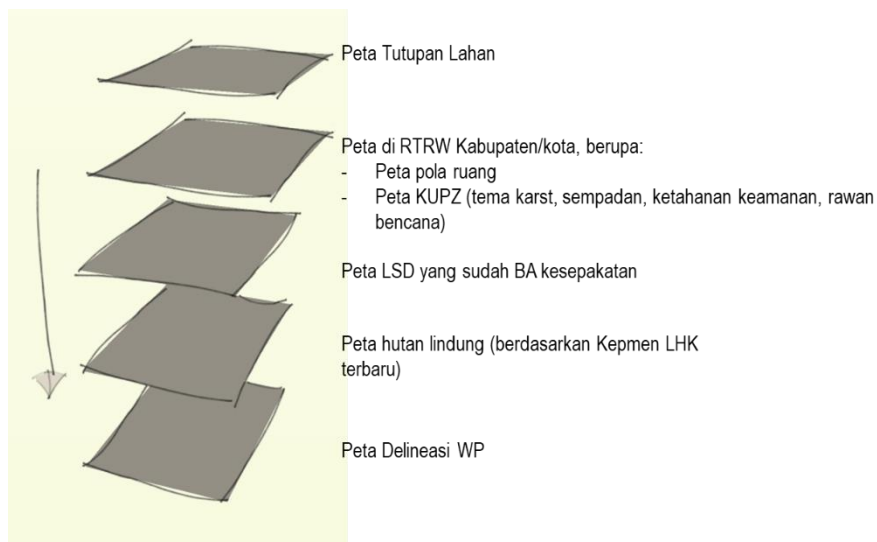 Peta Tutupan Lahan
Peta di RTRW Kabupaten/kota, berupa:
- Peta pola ruang
- Peta KUPZ (tema karst, sempadan, ketahanan keamanan, rawan
bencana)
Peta LSD yang sudah BA kesepakatan
Peta hutan lindung (berdasarkan Kepmen LHK
terbaru)
Peta Delineasi WP